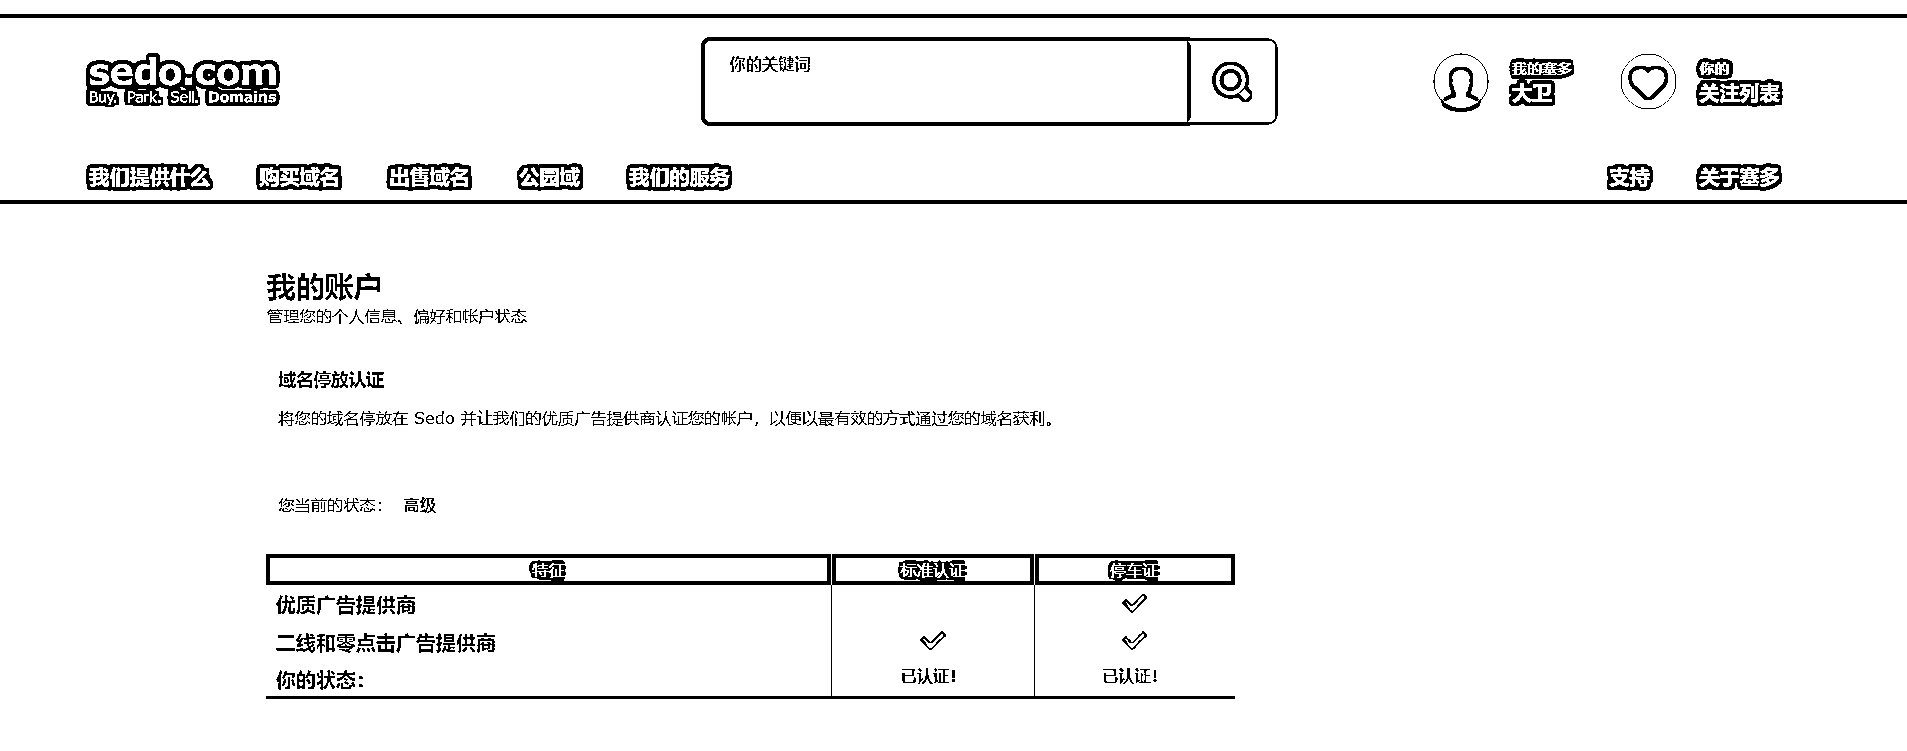 sedo.com
Buy. Park. Sell. Domains
你的关键词
我的塞多
大卫
你的
关注列表
我们提供什么
购买域名
出售域名
公园域
我们的服务
支持
关于塞多
我的账户
管理您的个人信息、偏好和帐户状态
域名停放认证
将您的域名停放在 Sedo 并让我们的优质广告提供商认证您的帐户，以便以最有效的方式通过您的域名获利。
您当前的状态： 高级
特征 标准认证 停车证
优质广告提供商
二线和零点击广告提供商
你的状态： 已认证! 已认证!